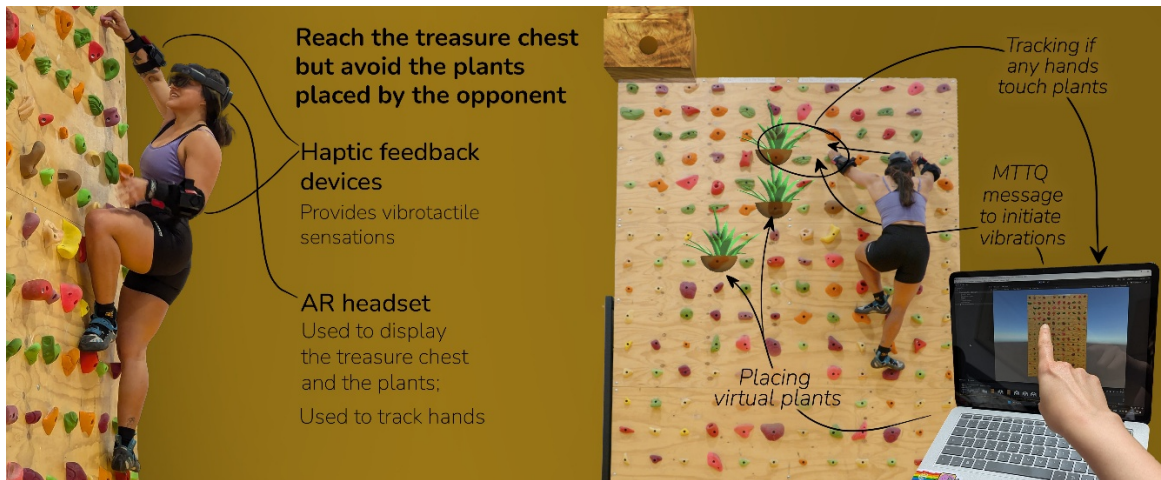 Reach the treasure chest
but avoid the plants
placed by the opponent
Haptic feedback
devices
Provides vibrotactile
sensations
AR headset
Used to display
the treasure chest
and the plants;
Used to track hands
Tracking if
any hands
touch plants
MTTQ
message
to initiate
vibrations
Placing
virtual plants